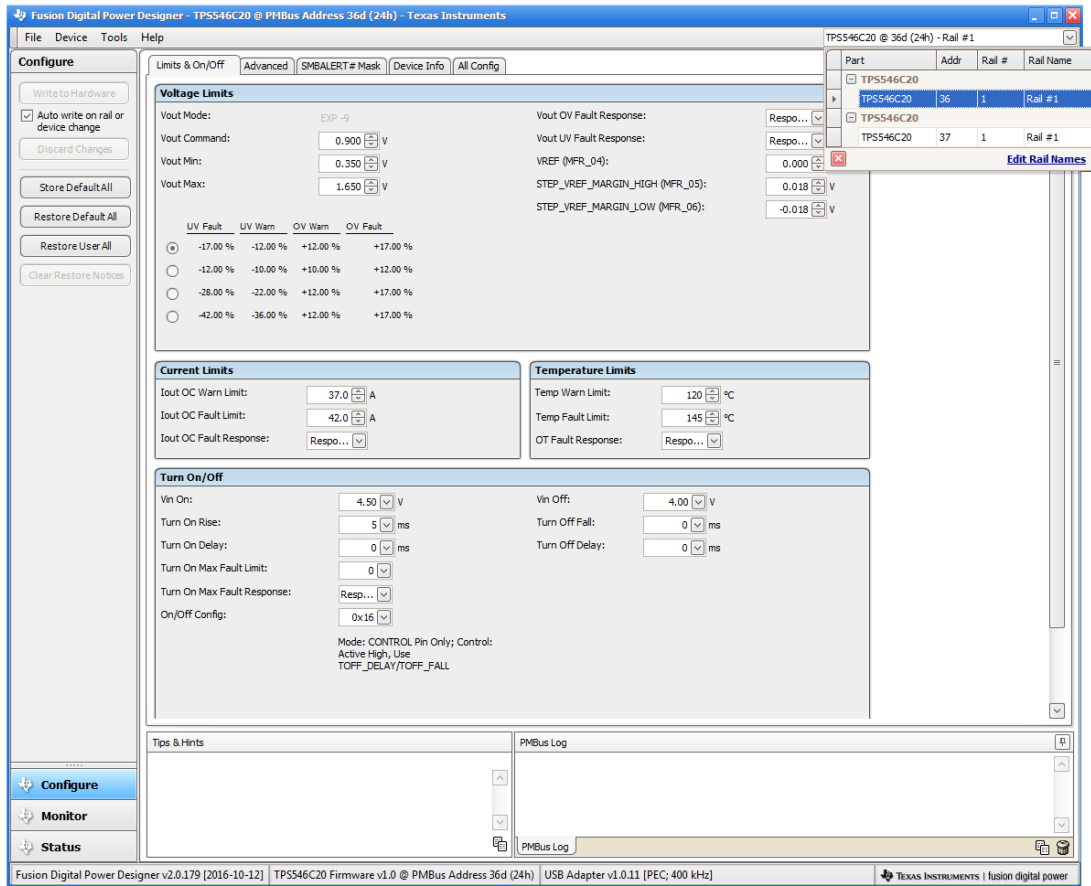 Fusion Digital Power Designer - TPS546C20 @ PMBus Address 36d (24h) - Texas Instruments
File Device Tools Help
TPS546C20 @ 36d (24h) - Rail #1
Part Addr Rail # Rail Name
TPS546C20
TPS546C20 36 1 Rail #1
TPS546C20
TPS546C20 37 1 Rail #1
Edit Rail Names
Configure
Write to Hardware
Auto write on rail or
device change
Discard Changes
Store Default All
Restore Default All
Restore User All
Clear Restore Notices
Limits & On/Off Advanced SMBALERT# Mask Device Info All Config
Voltage Limits
Vout Mode: EXP -9 Vout OV Fault Response: Respo...
Vout Command: 0.900 V Vout UV Fault Response: Respo...
Vout Min: 0.350 V VREF (MFR_04): 0.000
Vout Max: 1.650 V STEP_VREF_MARGIN_HIGH (MFR_05): 0.018 V
STEP_VREF_MARGIN_LOW (MFR_06): -0.018 V
UV Fault UV Warn OV Warn OV Fault
-17.00 % -12.00 % +12.00 % +17.00 %
-12.00 % -10.00 % +10.00 % +12.00 %
-28.00 % -22.00 % +12.00 % +17.00 %
-42.00 % -36.00 % +12.00 % +17.00 %
Current Limits
Iout OC Warn Limit: 37.0 A
Iout OC Fault Limit: 42.0 A
Iout OC Fault Response: Respo...
Temperature Limits
Temp Warn Limit: 120 ºC
Temp Fault Limit: 145 ºC
OT Fault Response: Respo...
Turn On/Off
Vin On: 4.50 V Vin Off: 4.00 V
Turn On Rise: 5 ms Turn Off Fall: 0 ms
Turn On Delay: 0 ms Turn Off Delay: 0 ms
Turn On Max Fault Limit: 0
Turn On Max Fault Response: Resp...
On/Off Config: 0x16
Mode: CONTROL Pin Only; Control:
Active High, Use
TOFF_DELAY/TOFF_FALL
Tips & Hints
PMBus Log
PMBus Log
Configure
Monitor
Status
Fusion Digital Power Designer v2.0.179 [2016-10-12] TPS546C20 Firmware v1.0 @ PMBus Address 36d (24h) USB Adapter v1.0.11 [PEC; 400 kHz] TEXAS INSTRUMENTS | fusion digital power